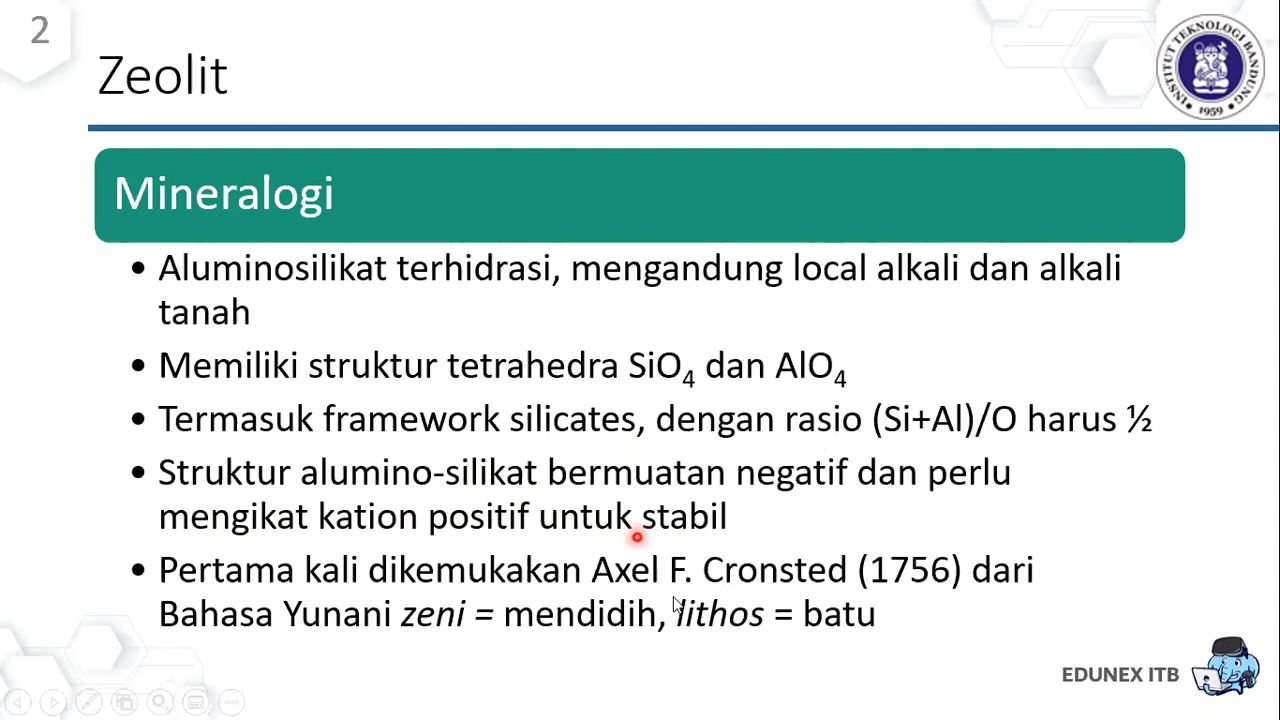 2
Zeolit
INSTITUT TEKNOLOGI BANDUNG
1959
Mineralogi
• Aluminosilikat terhidrasi, mengandung local alkali dan alkali
tanah
• Memiliki struktur tetrahedra SiO₄ dan AlO₄
• Termasuk framework silicates, dengan rasio (Si+Al)/O harus ½
• Struktur alumino-silikat bermuatan negatif dan perlu
mengikat kation positif untuk stabil
• Pertama kali dikemukakan Axel F. Cronsted (1756) dari
Bahasa Yunani zeni = mendidih, lithos = batu
EDUNEX ITB